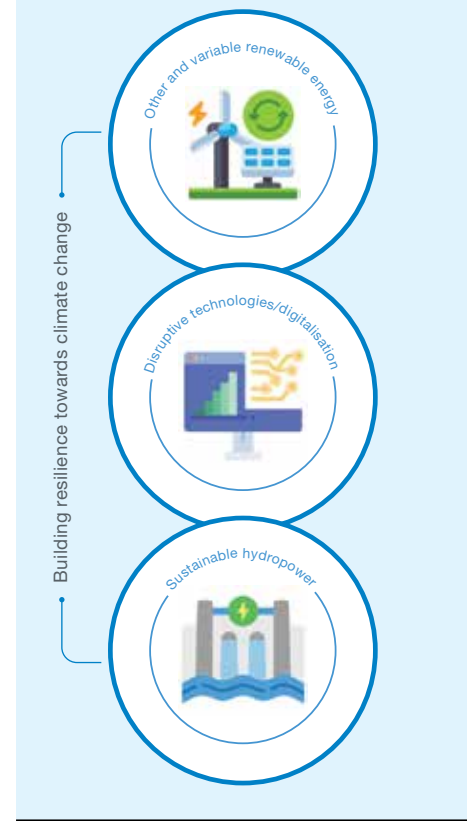 Other and variable renewable energy
Building resilience towards climate change
Disruptive technologies/digitalisation
Sustainable hydropower